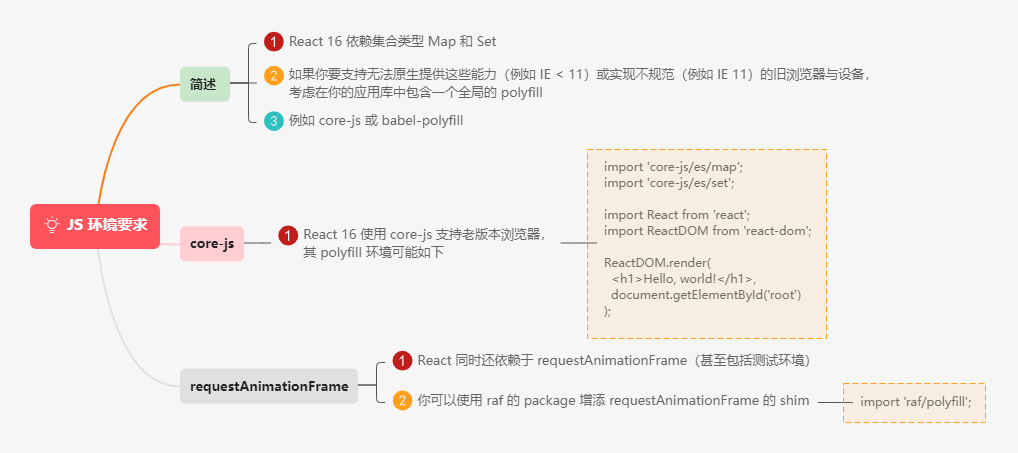 JS 环境要求
简述
1 React 16 依赖集合类型 Map 和 Set
2 如果你要支持无法原生提供这些能力（例如 IE < 11）或实现不规范（例如 IE 11）的旧浏览器与设备，
考虑在你的应用库中包含一个全局的 polyfill
3 例如 core-js 或 babel-polyfill
core-js
1 React 16 使用 core-js 支持老版本浏览器，
其 polyfill 环境可能如下
import 'core-js/es/map';
import 'core-js/es/set';
import React from 'react';
import ReactDOM from 'react-dom';
ReactDOM.render(
<h1>Hello, world!</h1>,
document.getElementById('root')
);
requestAnimationFrame
1 React 同时还依赖于 requestAnimationFrame（甚至包括测试环境）
2 你可以使用 raf 的 package 增添 requestAnimationFrame 的 shim
import 'raf/polyfill';